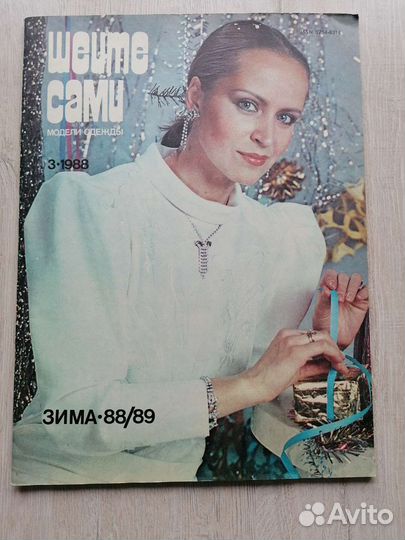 шейте
сами
МОДЕЛИ ОДЕЖДЫ
3•1988
ЗИМА•88/89
Avito